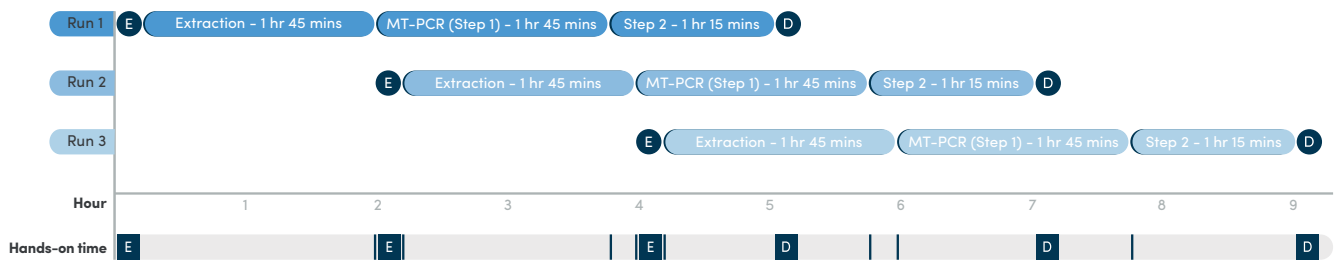 Run 1 E Extraction - 1 hr 45 mins MT-PCR (Step 1) - 1 hr 45 mins Step 2 - 1 hr 15 mins D
Run 2 E Extraction - 1 hr 45 mins MT-PCR (Step 1) - 1 hr 45 mins Step 2 - 1 hr 15 mins D
Run 3 E Extraction - 1 hr 45 mins MT-PCR (Step 1) - 1 hr 45 mins Step 2 - 1 hr 15 mins D
Hour 1 2 3 4 5 6 7 8 9
Hands-on time E E E D D D